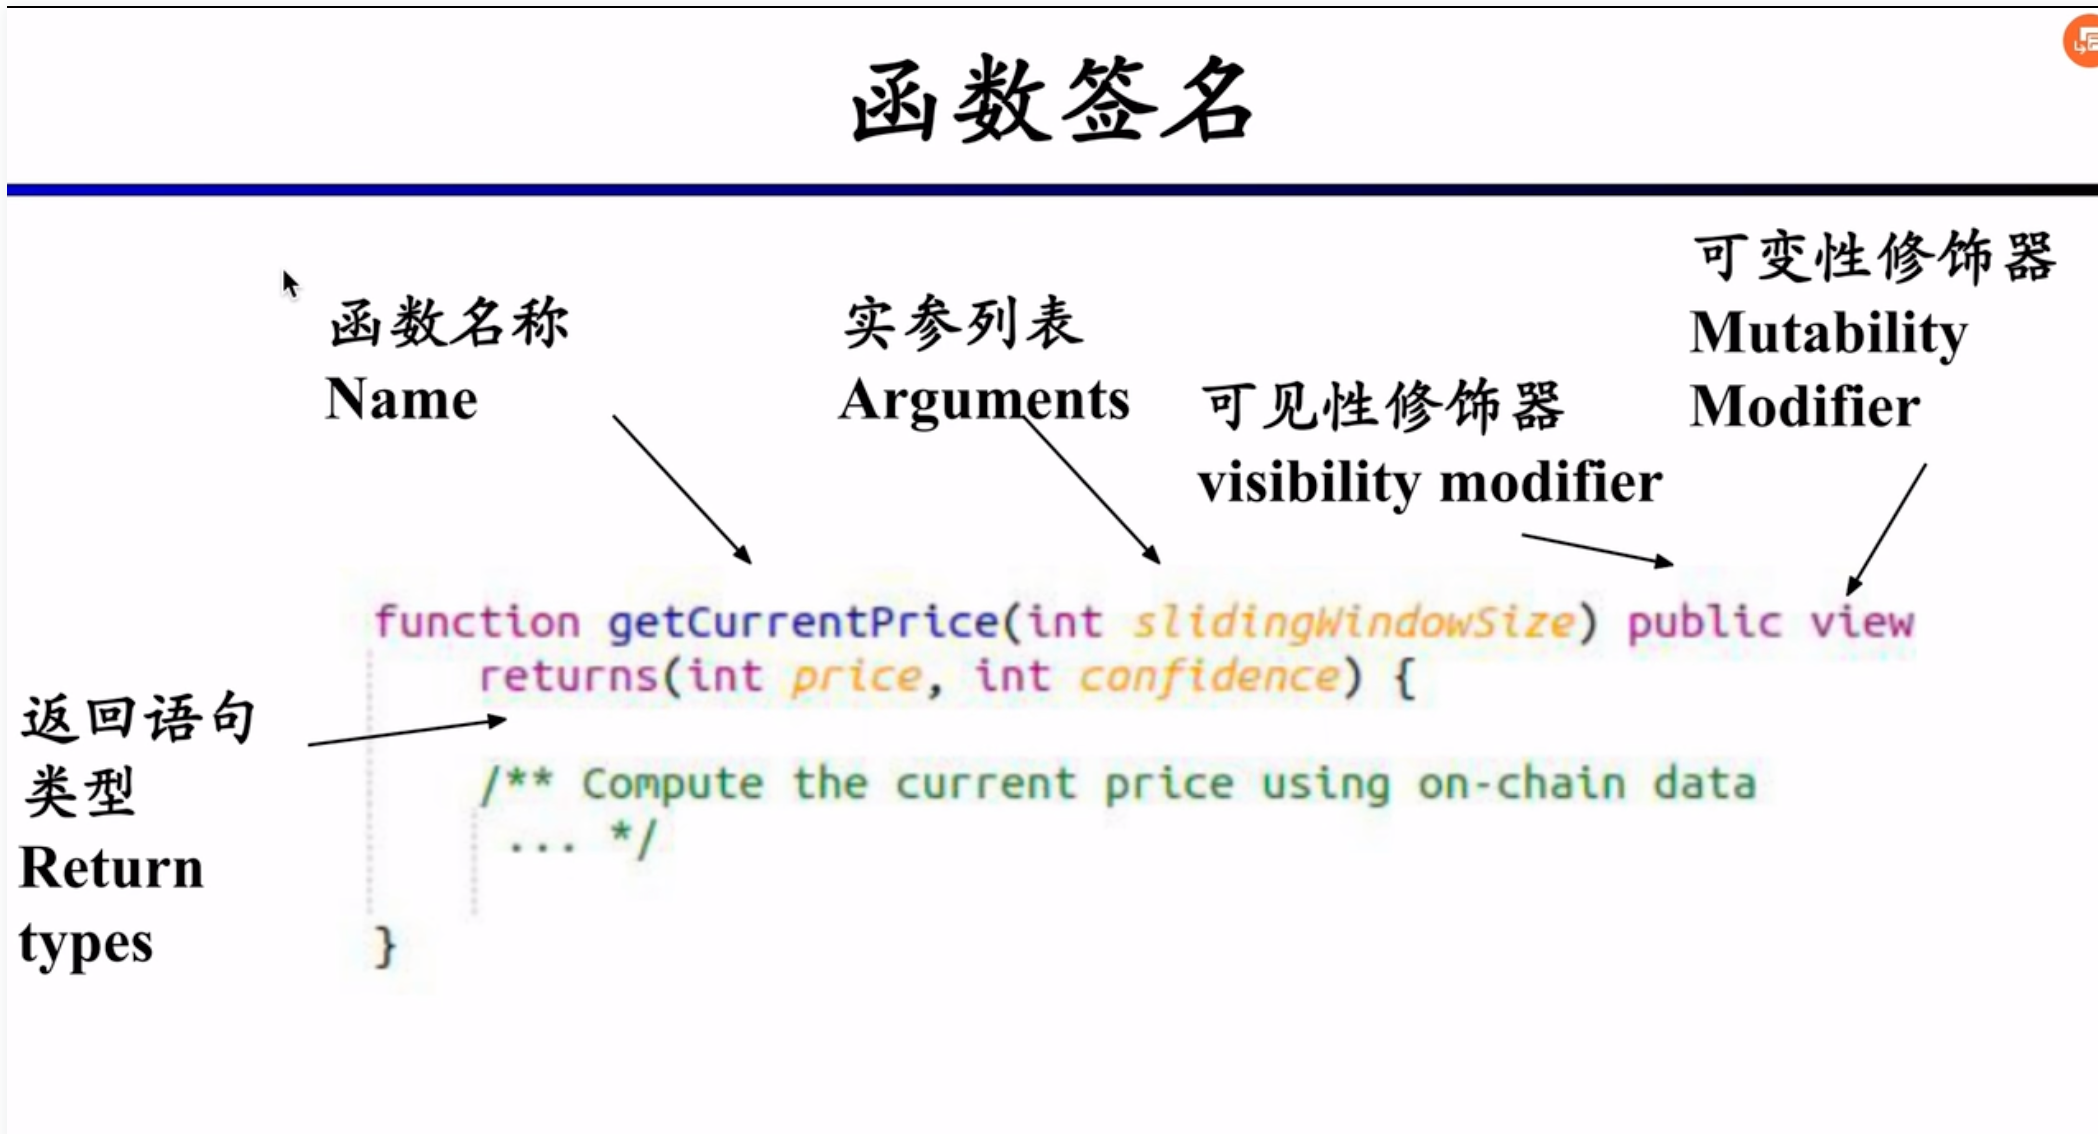 函数签名
函数名称
Name
实参列表
Arguments
可见性修饰器
visibility modifier
可变性修饰器
Mutability
Modifier
function getCurrentPrice(int slidingWindowSize) public view
returns(int price, int confidence) {
/** Compute the current price using on-chain data
... */
}
返回语句
类型
Return
types